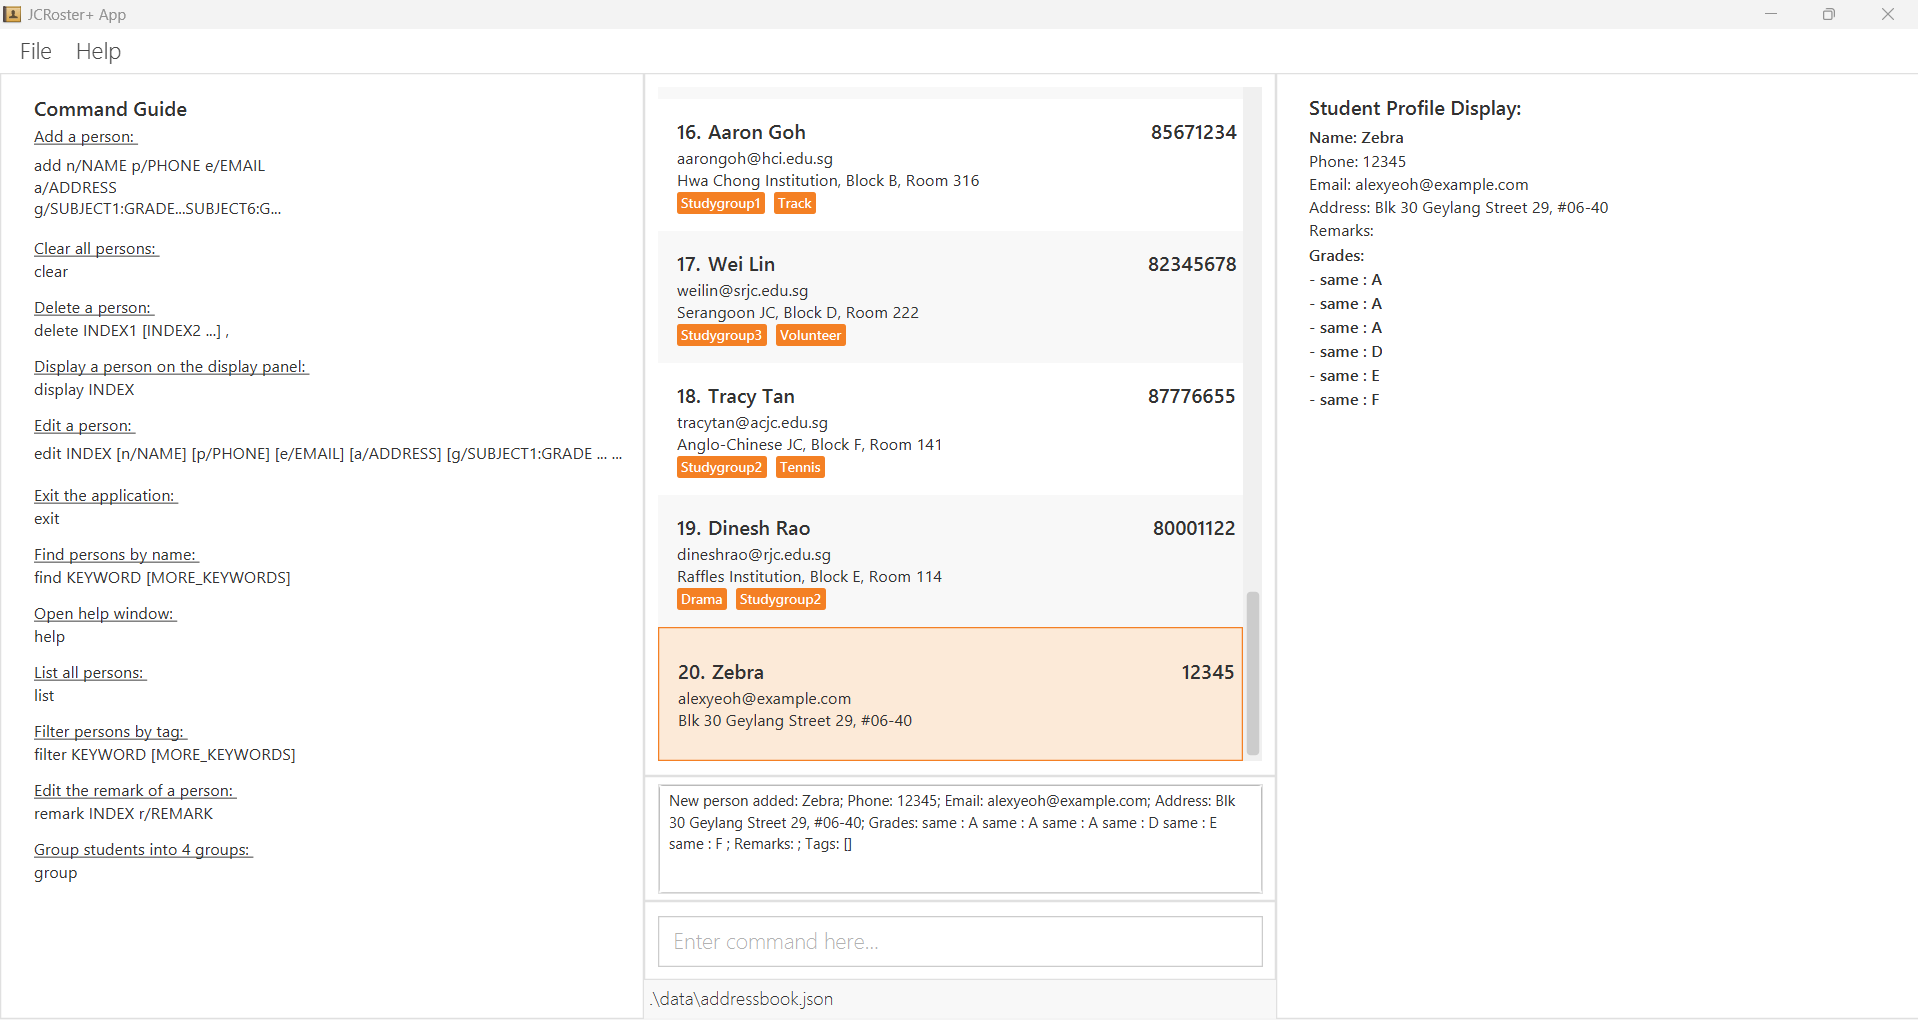 JCRoster+ App
File Help
Command Guide
Add a person:
add n/NAME p/PHONE e/EMAIL
a/ADDRESS
g/SUBJECT1:GRADE...SUBJECT6:G...
Clear all persons:
clear
Delete a person:
delete INDEX1 [INDEX2 ...] ,
Display a person on the display panel:
display INDEX
Edit a person:
edit INDEX [n/NAME] [p/PHONE] [e/EMAIL] [a/ADDRESS] [g/SUBJECT1:GRADE ... ...
Exit the application:
exit
Find persons by name:
find KEYWORD [MORE_KEYWORDS]
Open help window:
help
List all persons:
list
Filter persons by tag:
filter KEYWORD [MORE_KEYWORDS]
Edit the remark of a person:
remark INDEX r/REMARK
Group students into 4 groups:
group
16. Aaron Goh 85671234
aarongoh@hci.edu.sg
Hwa Chong Institution, Block B, Room 316
Studygroup1 Track
17. Wei Lin 82345678
weilin@srjc.edu.sg
Serangoon JC, Block D, Room 222
Studygroup3 Volunteer
18. Tracy Tan 87776655
tracytan@acjc.edu.sg
Anglo-Chinese JC, Block F, Room 141
Studygroup2 Tennis
19. Dinesh Rao 80001122
dineshrao@rjc.edu.sg
Raffles Institution, Block E, Room 114
Drama Studygroup2
20. Zebra 12345
alexyeoh@example.com
Blk 30 Geylang Street 29, #06-40
New person added: Zebra; Phone: 12345; Email: alexyeoh@example.com; Address: Blk
30 Geylang Street 29, #06-40; Grades: same : A same : A same : A same : D same : E
same : F ; Remarks: ; Tags: []
Enter command here...
.\data\addressbook.json
Student Profile Display:
Name: Zebra
Phone: 12345
Email: alexyeoh@example.com
Address: Blk 30 Geylang Street 29, #06-40
Remarks:
Grades:
- same : A
- same : A
- same : A
- same : D
- same : E
- same : F